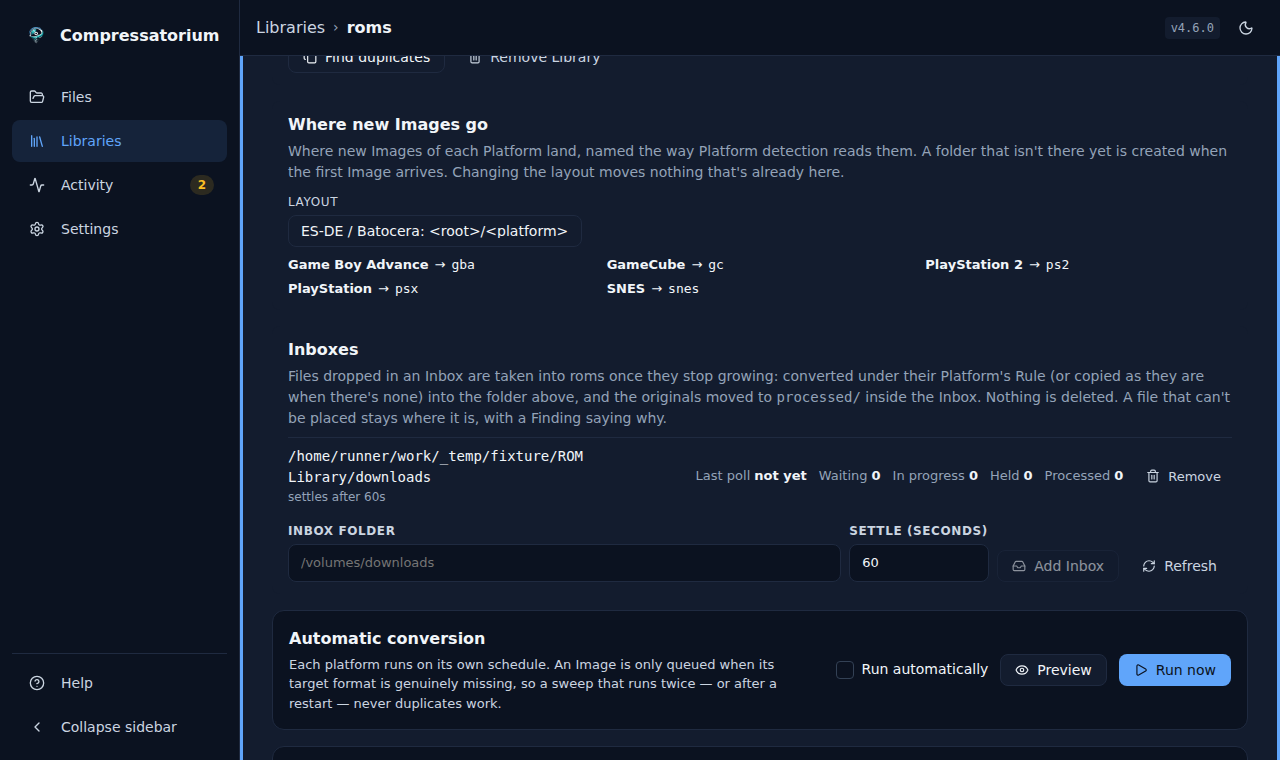 Compressatorium
Libraries › roms
v4.6.0
Files
Libraries
Activity 2
Settings
Help
Collapse sidebar
Find duplicates Remove Library
Where new Images go
Where new Images of each Platform land, named the way Platform detection reads them. A folder that isn't there yet is created when
the first Image arrives. Changing the layout moves nothing that's already here.
LAYOUT
ES-DE / Batocera: <root>/<platform>
Game Boy Advance → gba GameCube → gc PlayStation 2 → ps2
PlayStation → psx SNES → snes
Inboxes
Files dropped in an Inbox are taken into roms once they stop growing: converted under their Platform's Rule (or copied as they are
when there's none) into the folder above, and the originals moved to processed/ inside the Inbox. Nothing is deleted. A file that can't
be placed stays where it is, with a Finding saying why.
/home/runner/work/_temp/fixture/ROM
Library/downloads
settles after 60s
Last poll not yet Waiting 0 In progress 0 Held 0 Processed 0 Remove
INBOX FOLDER SETTLE (SECONDS)
/volumes/downloads 60 Add Inbox Refresh
Automatic conversion
Each platform runs on its own schedule. An Image is only queued when its
target format is genuinely missing, so a sweep that runs twice — or after a
restart — never duplicates work.
Run automatically Preview Run now